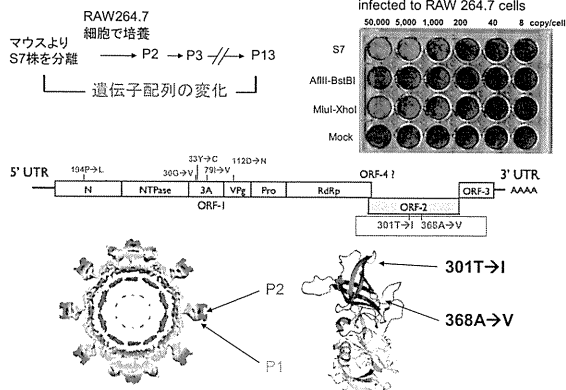 RAW264.7
細胞で培養
マウスより
S7株を分離
P2
P3
P13
遺伝子配列の変化
infected to RAW 264.7 cells
50,000 5,000 1,000 200 40 8 copy/cell
S7
AflII-BstBI
MluI-XhoI
Mock
5' UTR
194P→L
30G→V
33Y→C
79I→V
112D→N
ORF-4 ?
3' UTR
N
NTPase
3A
VPg
Pro
RdRp
ORF-3
AAAA
ORF-1
ORF-2
301T→I
368A→V
P2
P1
301T→I
368A→V